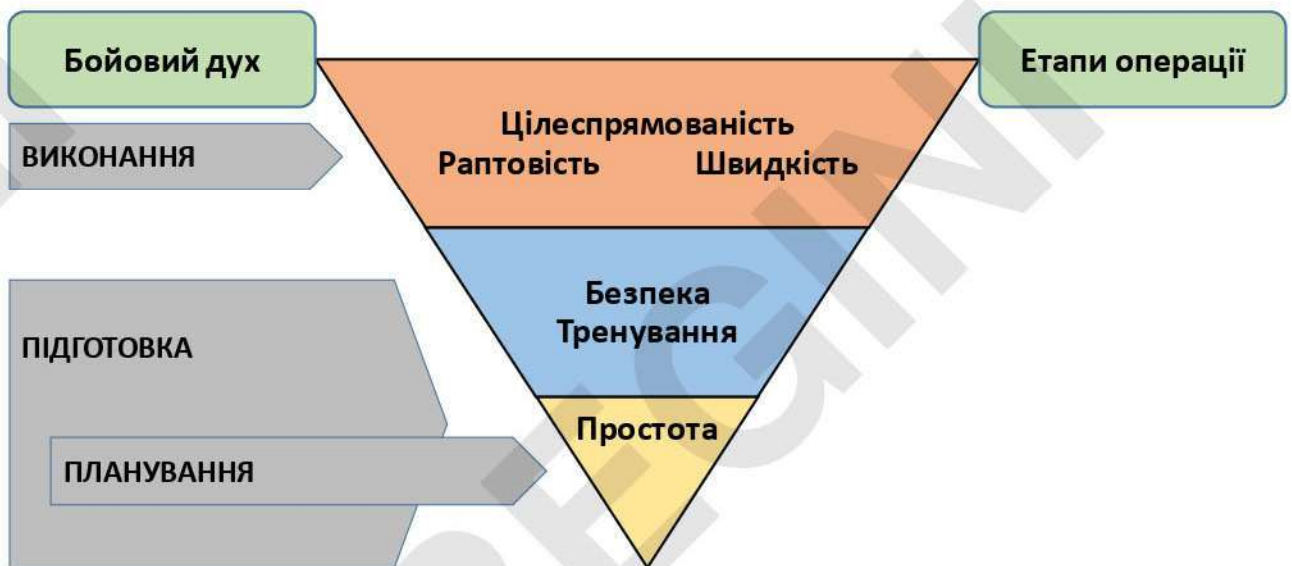 Бойовий дух
Етапи операції
Цілеспрямованість
Раптовість Швидкість
ВИКОНАННЯ
Безпека
Тренування
ПІДГОТОВКА
Простота
ПЛАНУВАННЯ